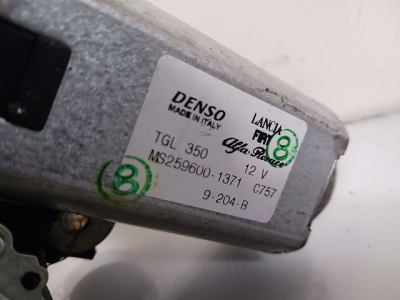 DENSO
MADE IN ITALY
LANCIA
FIAT
Alfa Romeo
8
TGL 350
12 V
MS259600-1371 C757
9-204-B
8